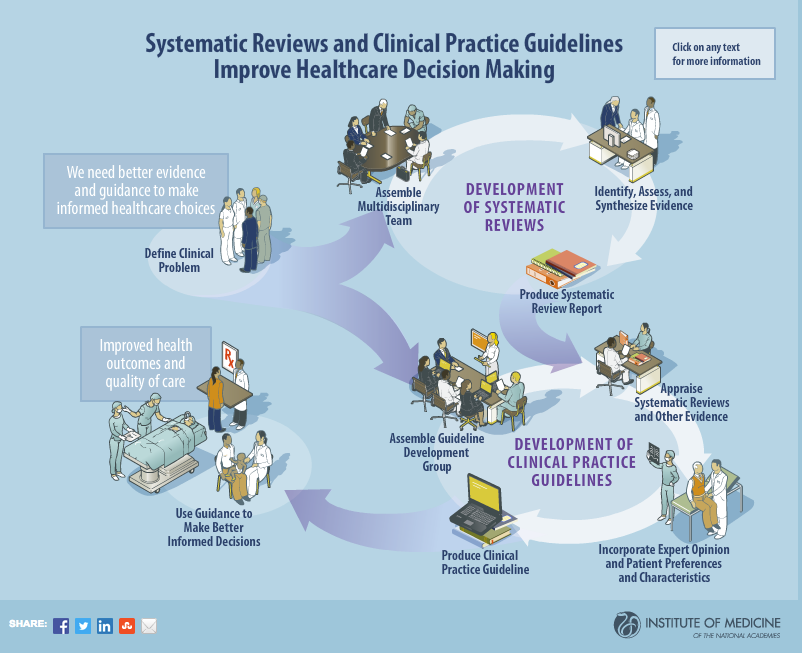 Systematic Reviews and Clinical Practice Guidelines
Improve Healthcare Decision Making
Click on any text
for more information
We need better evidence
and guidance to make
informed healthcare choices
Define Clinical
Problem
Assemble
Multidisciplinary
Team
DEVELOPMENT
OF SYSTEMATIC
REVIEWS
Identify, Assess, and
Synthesize Evidence
Produce Systematic
Review Report
Improved health
outcomes and
quality of care
Rx
Assemble Guideline
Development
Group
DEVELOPMENT OF
CLINICAL PRACTICE
GUIDELINES
Appraise
Systematic Reviews
and Other Evidence
Use Guidance to
Make Better
Informed Decisions
Produce Clinical
Practice Guideline
Incorporate Expert Opinion
and Patient Preferences
and Characteristics
SHARE:
INSTITUTE OF MEDICINE
OF THE NATIONAL ACADEMIES